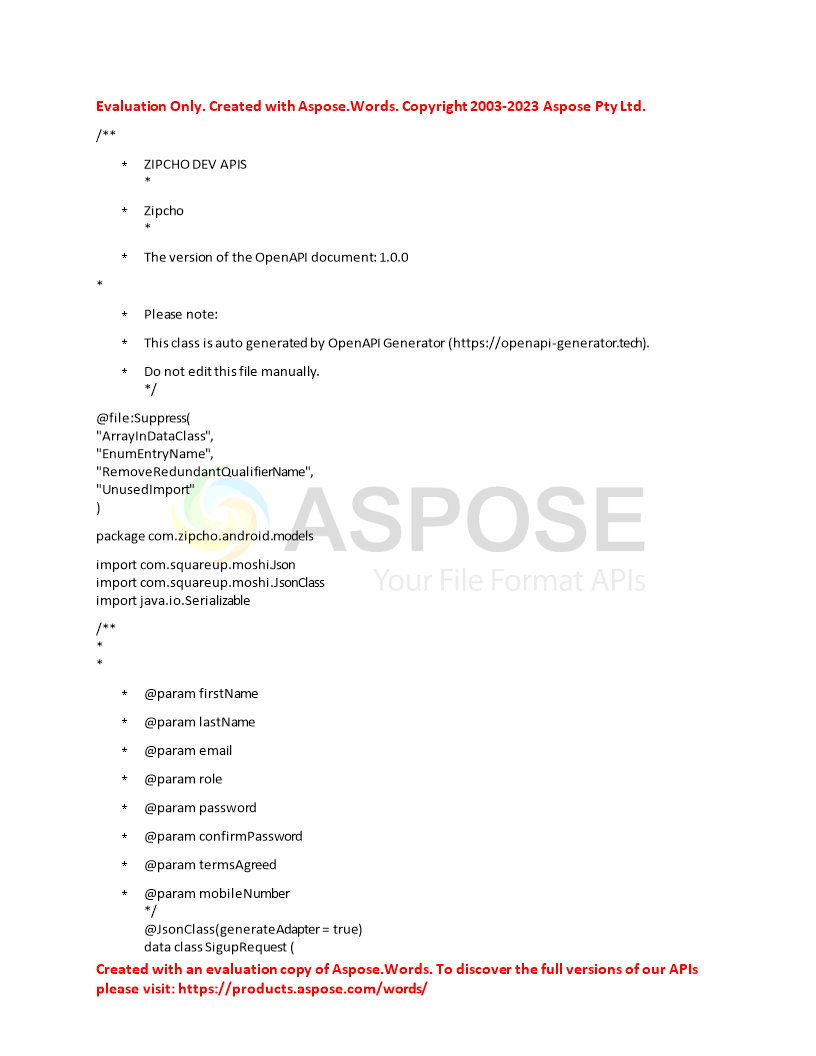 Evaluation Only. Created with Aspose.Words. Copyright 2003-2023 Aspose Pty Ltd.
/**
* ZIPCHO DEV APIS
*
* Zipcho
*
* The version of the OpenAPI document: 1.0.0
*
* Please note:
* This class is auto generated by OpenAPI Generator (https://openapi-generator.tech).
* Do not edit this file manually.
*/
@file:Suppress(
"ArrayInDataClass",
"EnumEntryName",
"RemoveRedundantQualifierName",
"UnusedImport"
)
ASPOSE
package com.zipcho.android.models
import com.squareup.moshi.Json
Your File Format APIs
import com.squareup.moshi.JsonClass
import java.io.Serializable
/**
*
*
* @param firstName
* @param lastName
* @param email
* @param role
* @param password
* @param confirmPassword
* @param termsAgreed
* @param mobileNumber
*/
@JsonClass(generateAdapter = true)
data class SigupRequest (
Created with an evaluation copy of Aspose.Words. To discover the full versions of our APIs
please visit: https://products.aspose.com/words/